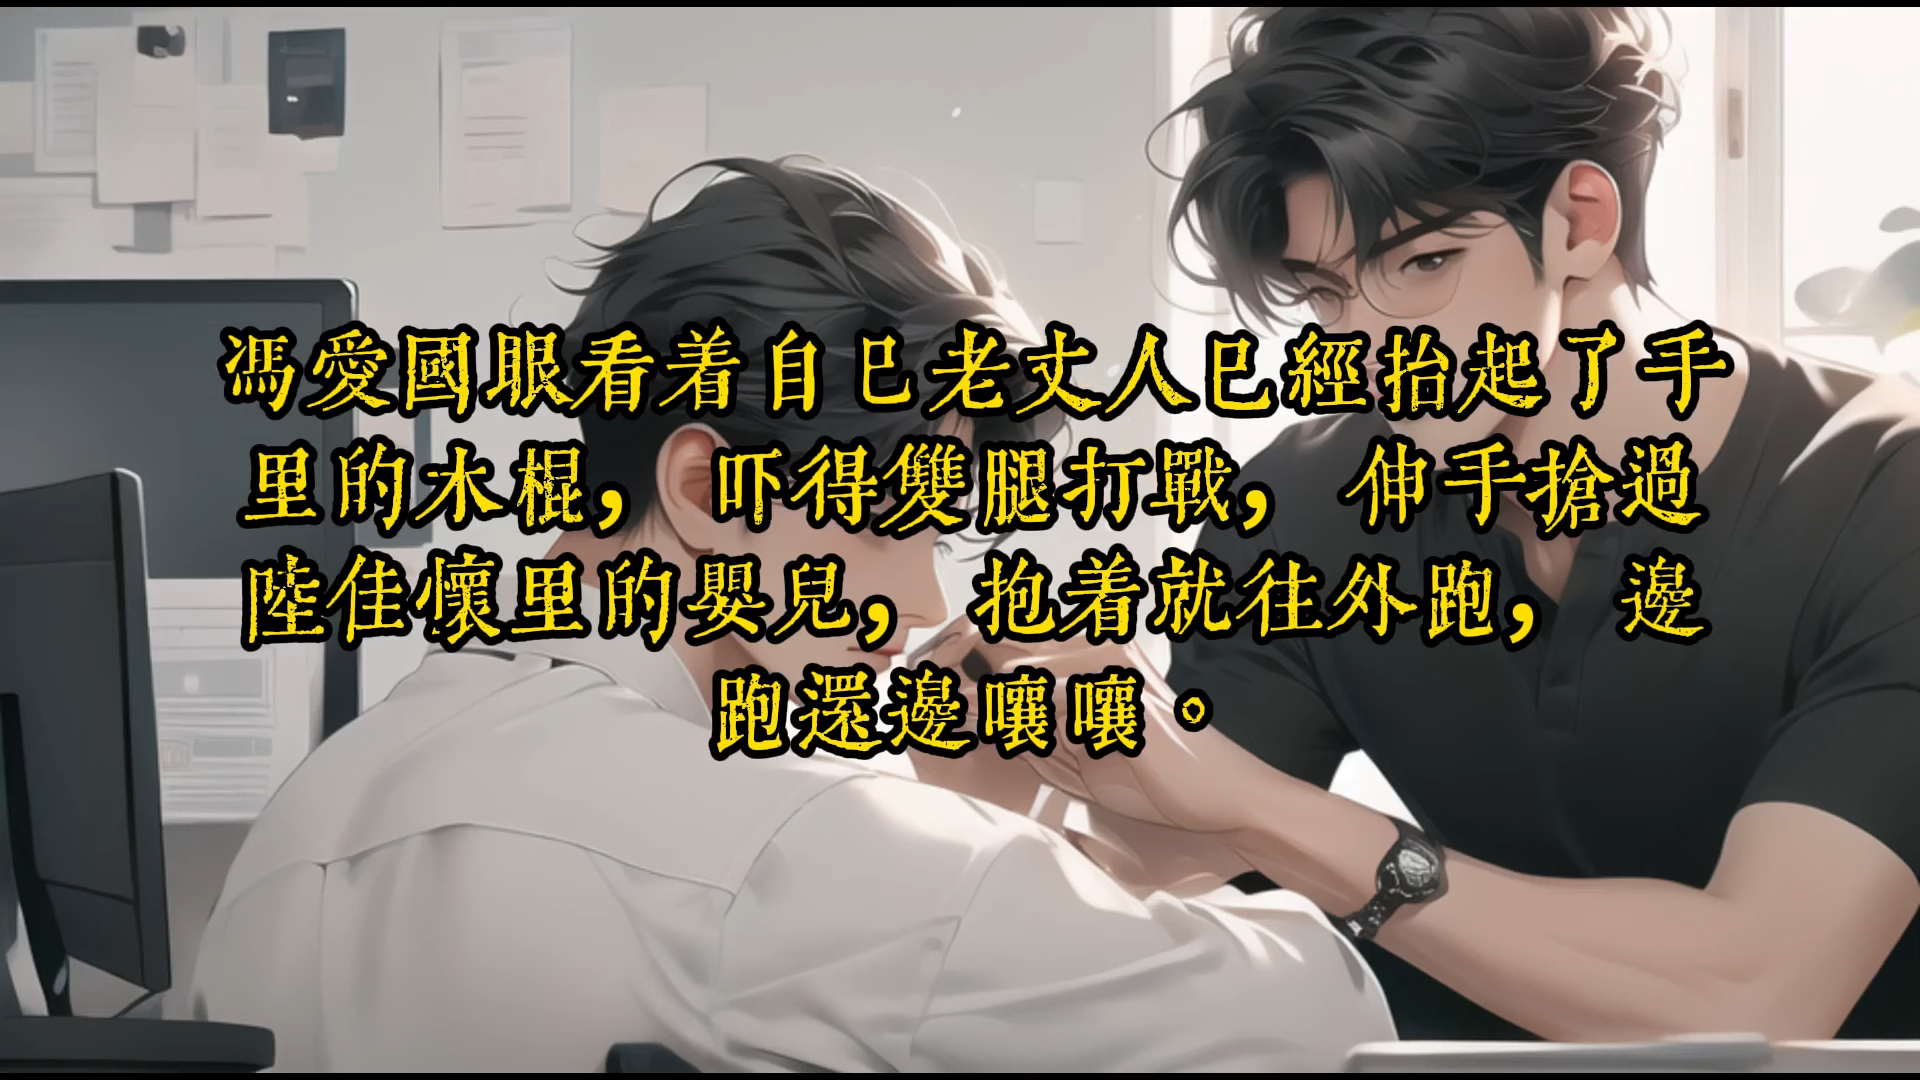 馮愛國眼看着自已老丈人已經抬起了手
里的木棍，吓得雙腿打戰，伸手搶過
陸佳懷里的嬰兒，抱着就往外跑，邊
跑還邊嚷嚷。